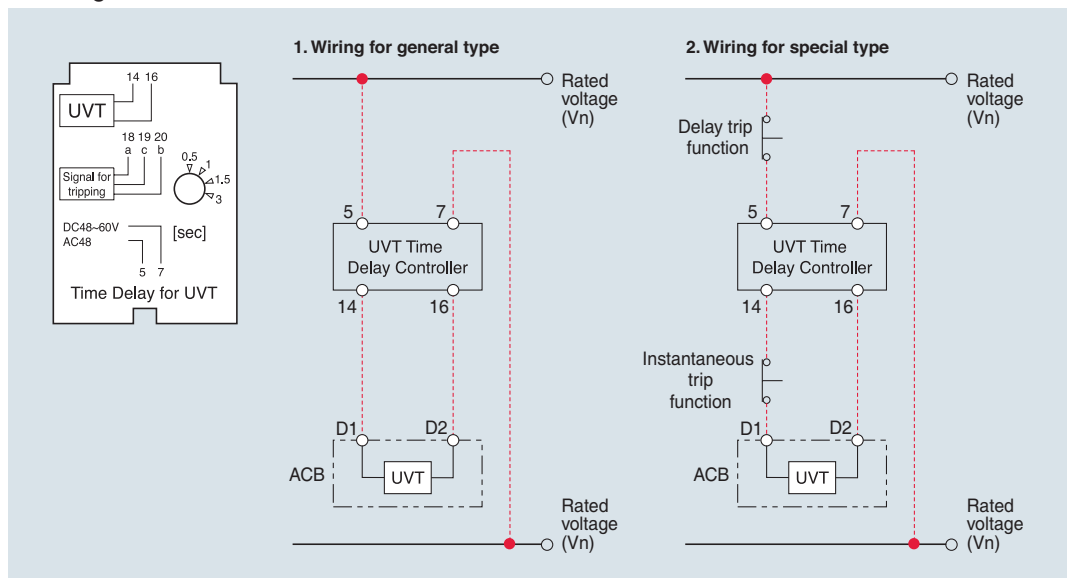 1. Wiring for general type
2. Wiring for special type
14 16
UVT
18 19 20
a c b
Signal for
tripping
0.5
1
1.5
3
DC48~60V
AC48
[sec]
5 7
Time Delay for UVT
Rated
voltage
(Vn)
5 7
UVT Time
Delay Controller
14 16
D1 D2
ACB
UVT
Rated
voltage
(Vn)
Rated
voltage
(Vn)
Delay trip
function
5 7
UVT Time
Delay Controller
14 16
Instantaneous
trip
function
D1 D2
ACB
UVT
Rated
voltage
(Vn)